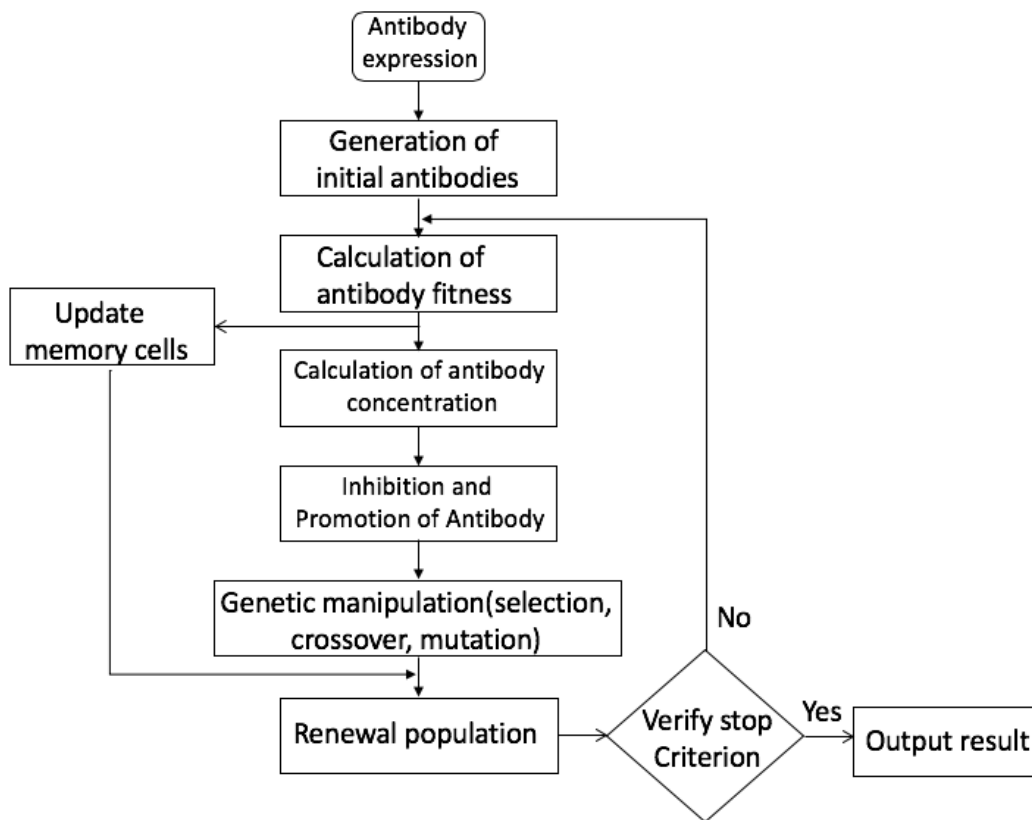 Antibody
expression
Generation of
initial antibodies
Calculation of
antibody fitness
Update
memory cells
Calculation of antibody
concentration
Inhibition and
Promotion of Antibody
Genetic manipulation(selection,
crossover, mutation)
No
Renewal population
Verify stop
Criterion
Yes
Output result